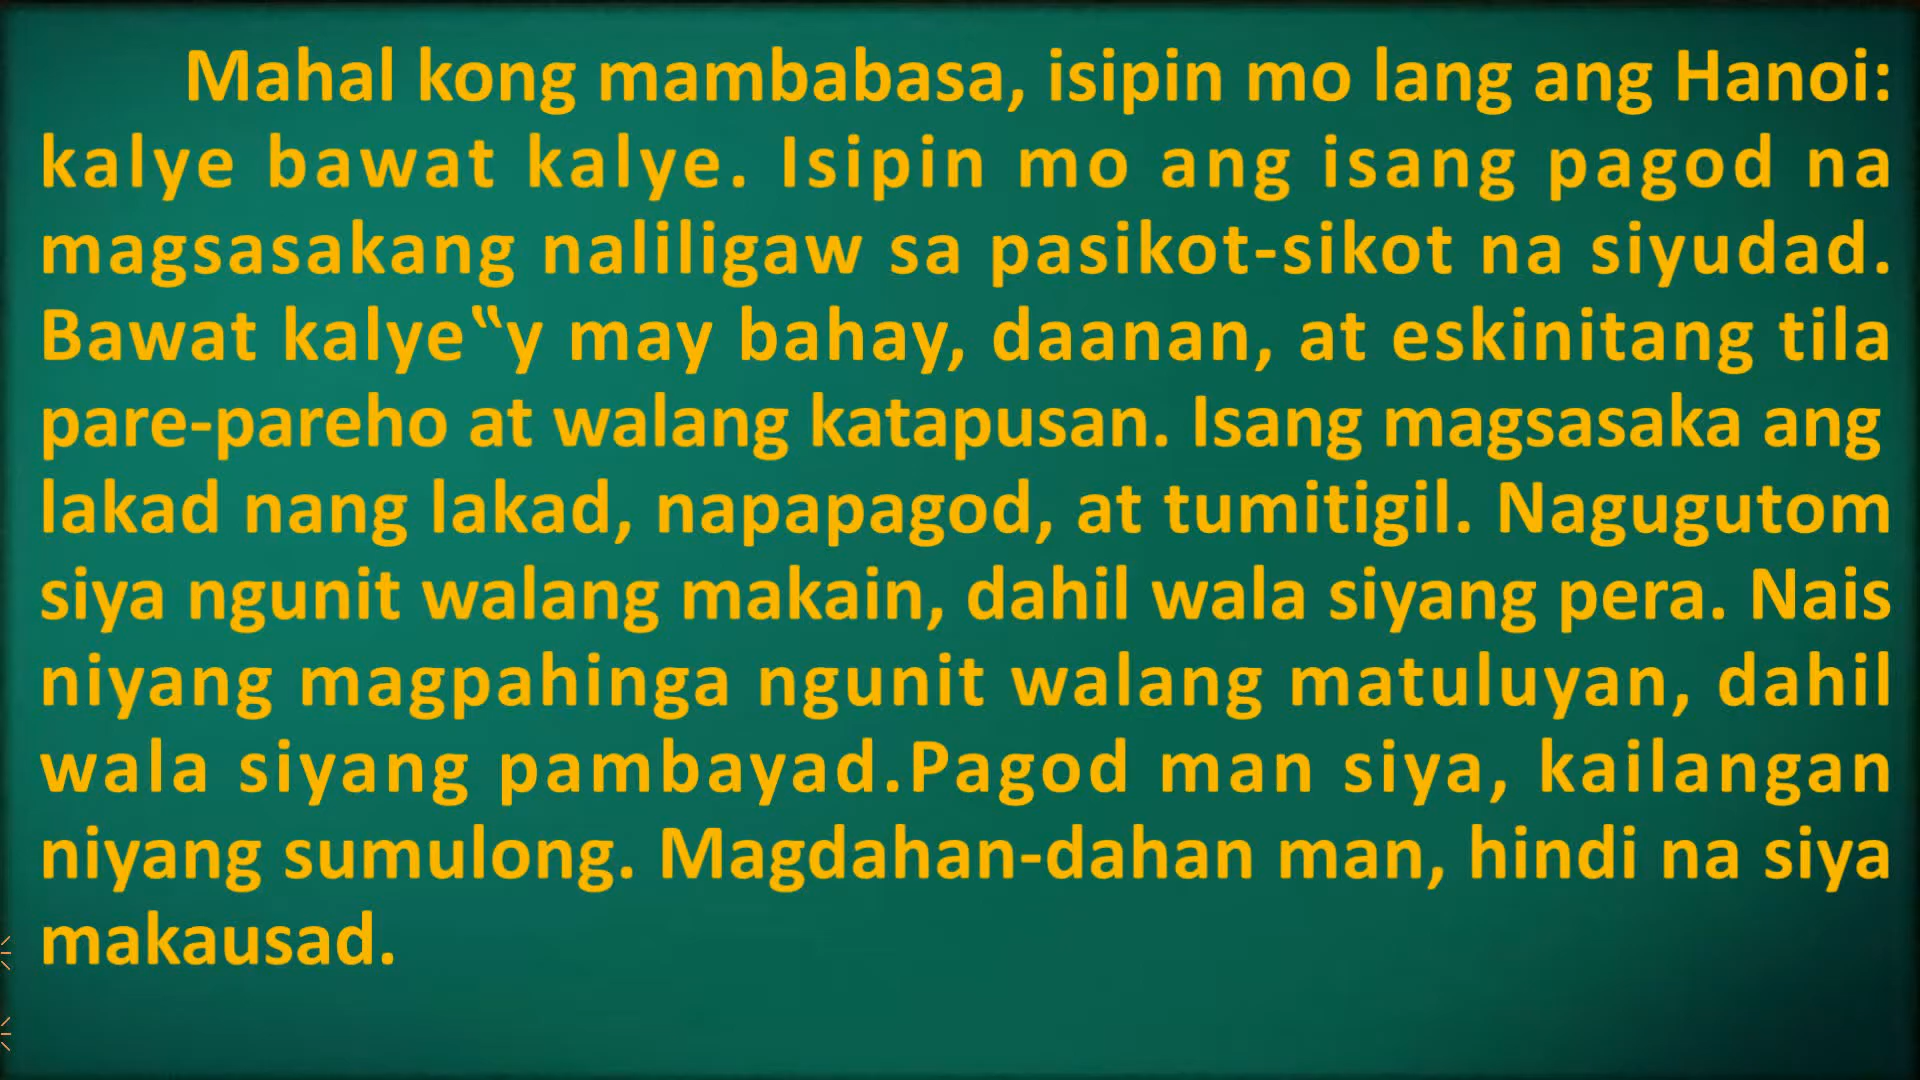 Mahal kong mambabasa, isipin mo lang ang Hanoi:
kalye bawat kalye. Isipin mo ang isang pagod na
magsasakang naliligaw sa pasikot-sikot na siyudad.
Bawat kalye‟y may bahay, daanan, at eskinitang tila
pare-pareho at walang katapusan. Isang magsasaka ang
lakad nang lakad, napapagod, at tumitigil. Nagugutom
siya ngunit walang makain, dahil wala siyang pera. Nais
niyang magpahinga ngunit walang matuluyan, dahil
wala siyang pambayad.Pagod man siya, kailangan
niyang sumulong. Magdahan-dahan man, hindi na siya
makausad.